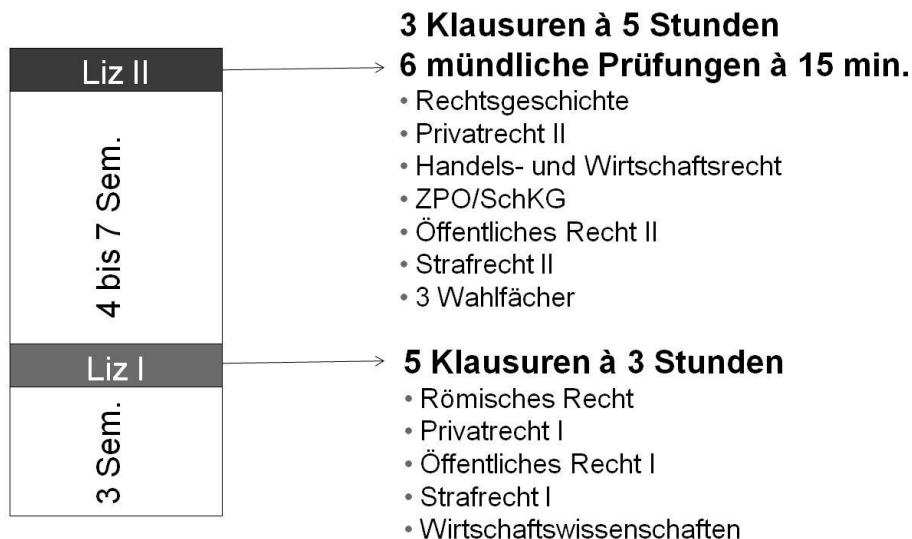 3 Klausuren à 5 Stunden
Liz II
6 mündliche Prüfungen à 15 min.
• Rechtsgeschichte
• Privatrecht II
• Handels- und Wirtschaftsrecht
• ZPO/SchKG
• Öffentliches Recht II
• Strafrecht II
• 3 Wahlfächer
4 bis 7 Sem.
Liz I
5 Klausuren à 3 Stunden
• Römisches Recht
• Privatrecht I
• Öffentliches Recht I
• Strafrecht I
• Wirtschaftswissenschaften
3 Sem.